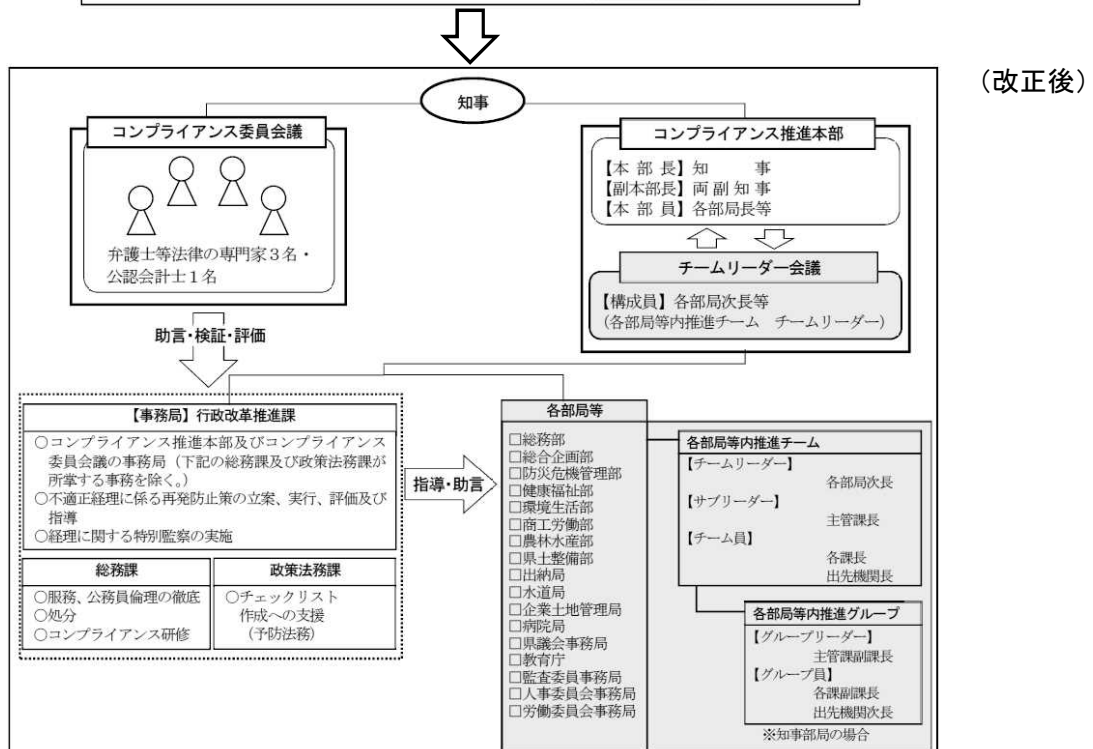 （改正後）
知事
コンプライアンス委員会議
弁護士等法律の専門家３名・
公認会計士１名
コンプライアンス推進本部
【本 部 長】知　　事
【副本部長】両 副 知 事
【本 部 員】各部局長等
チームリーダー会議
【構成員】各部局次長等
（各部局等内推進チーム　チームリーダー）
助言・検証・評価
【事務局】行政改革推進課
○コンプライアンス推進本部及びコンプライアンス
委員会議の事務局（下記の総務課及び政策法務課が
所掌する事務を除く。）
○不適正経理に係る再発防止策の立案、実行、評価及び
指導
○経理に関する特別監察の実施
総務課
○服務、公務員倫理の徹底
○処分
○コンプライアンス研修
政策法務課
○チェックリスト
作成への支援
（予防法務）
指導・助言
各部局等
□総務部
□総合企画部
□防災危機管理部
□健康福祉部
□環境生活部
□商工労働部
□農林水産部
□県土整備部
□出納局
□水道局
□企業土地管理局
□病院局
□県議会事務局
□教育庁
□監査委員事務局
□人事委員会事務局
□労働委員会事務局
各部局等内推進チーム
【チームリーダー】
各部局次長
【サブリーダー】
主管課長
【チーム員】
各課長
出先機関長
各部局等内推進グループ
【グループリーダー】
主管課副課長
【グループ員】
各課副課長
出先機関次長
※知事部局の場合